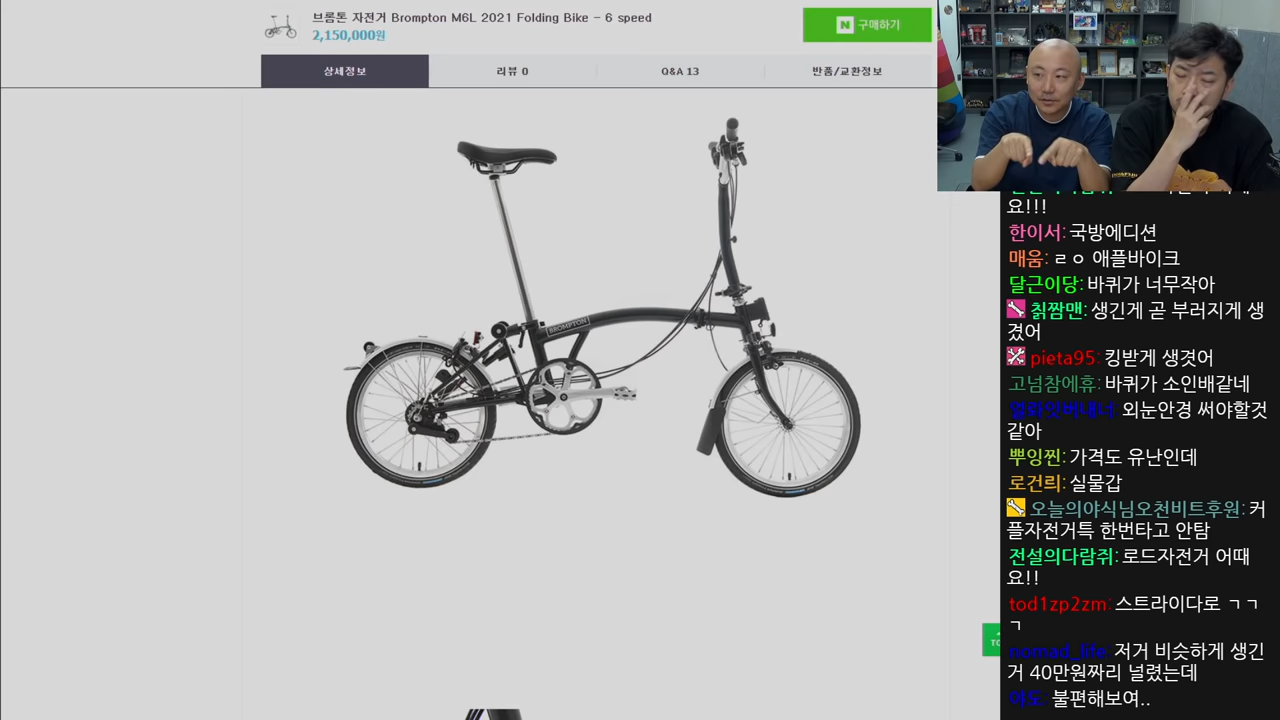 브롬톤 자전거 Brompton M6L 2021 Folding Bike - 6 speed
2,150,000원
N 구매하기
상세정보
리뷰 0
Q&A 13
반품/교환정보
BROMPTON
요!!!
한이서: 국방에디션
매움: ㄹㅇ 애플바이크
달근이당: 바퀴가 너무작아
칡짬맨: 생긴게 곧 부러지게 생
겼어
pieta95: 킹받게 생겻어
고넘참에휴: 바퀴가 소인배같네
외눈안경 써야할것
같아
뿌잉찐: 가격도 유난인데
로건릐: 실물갑
오늘의야식님오천비트후원: 커
플자전거특 한번타고 안탐
전설의다람쥐: 로드자전거 어때
요!!
tod1zp2zm: 스트라이다로 ㄱㄱ
ㄱ
nomad_life: 저거 비슷하게 생긴
거 40만원짜리 널렸는데
야도: 불편해보여..